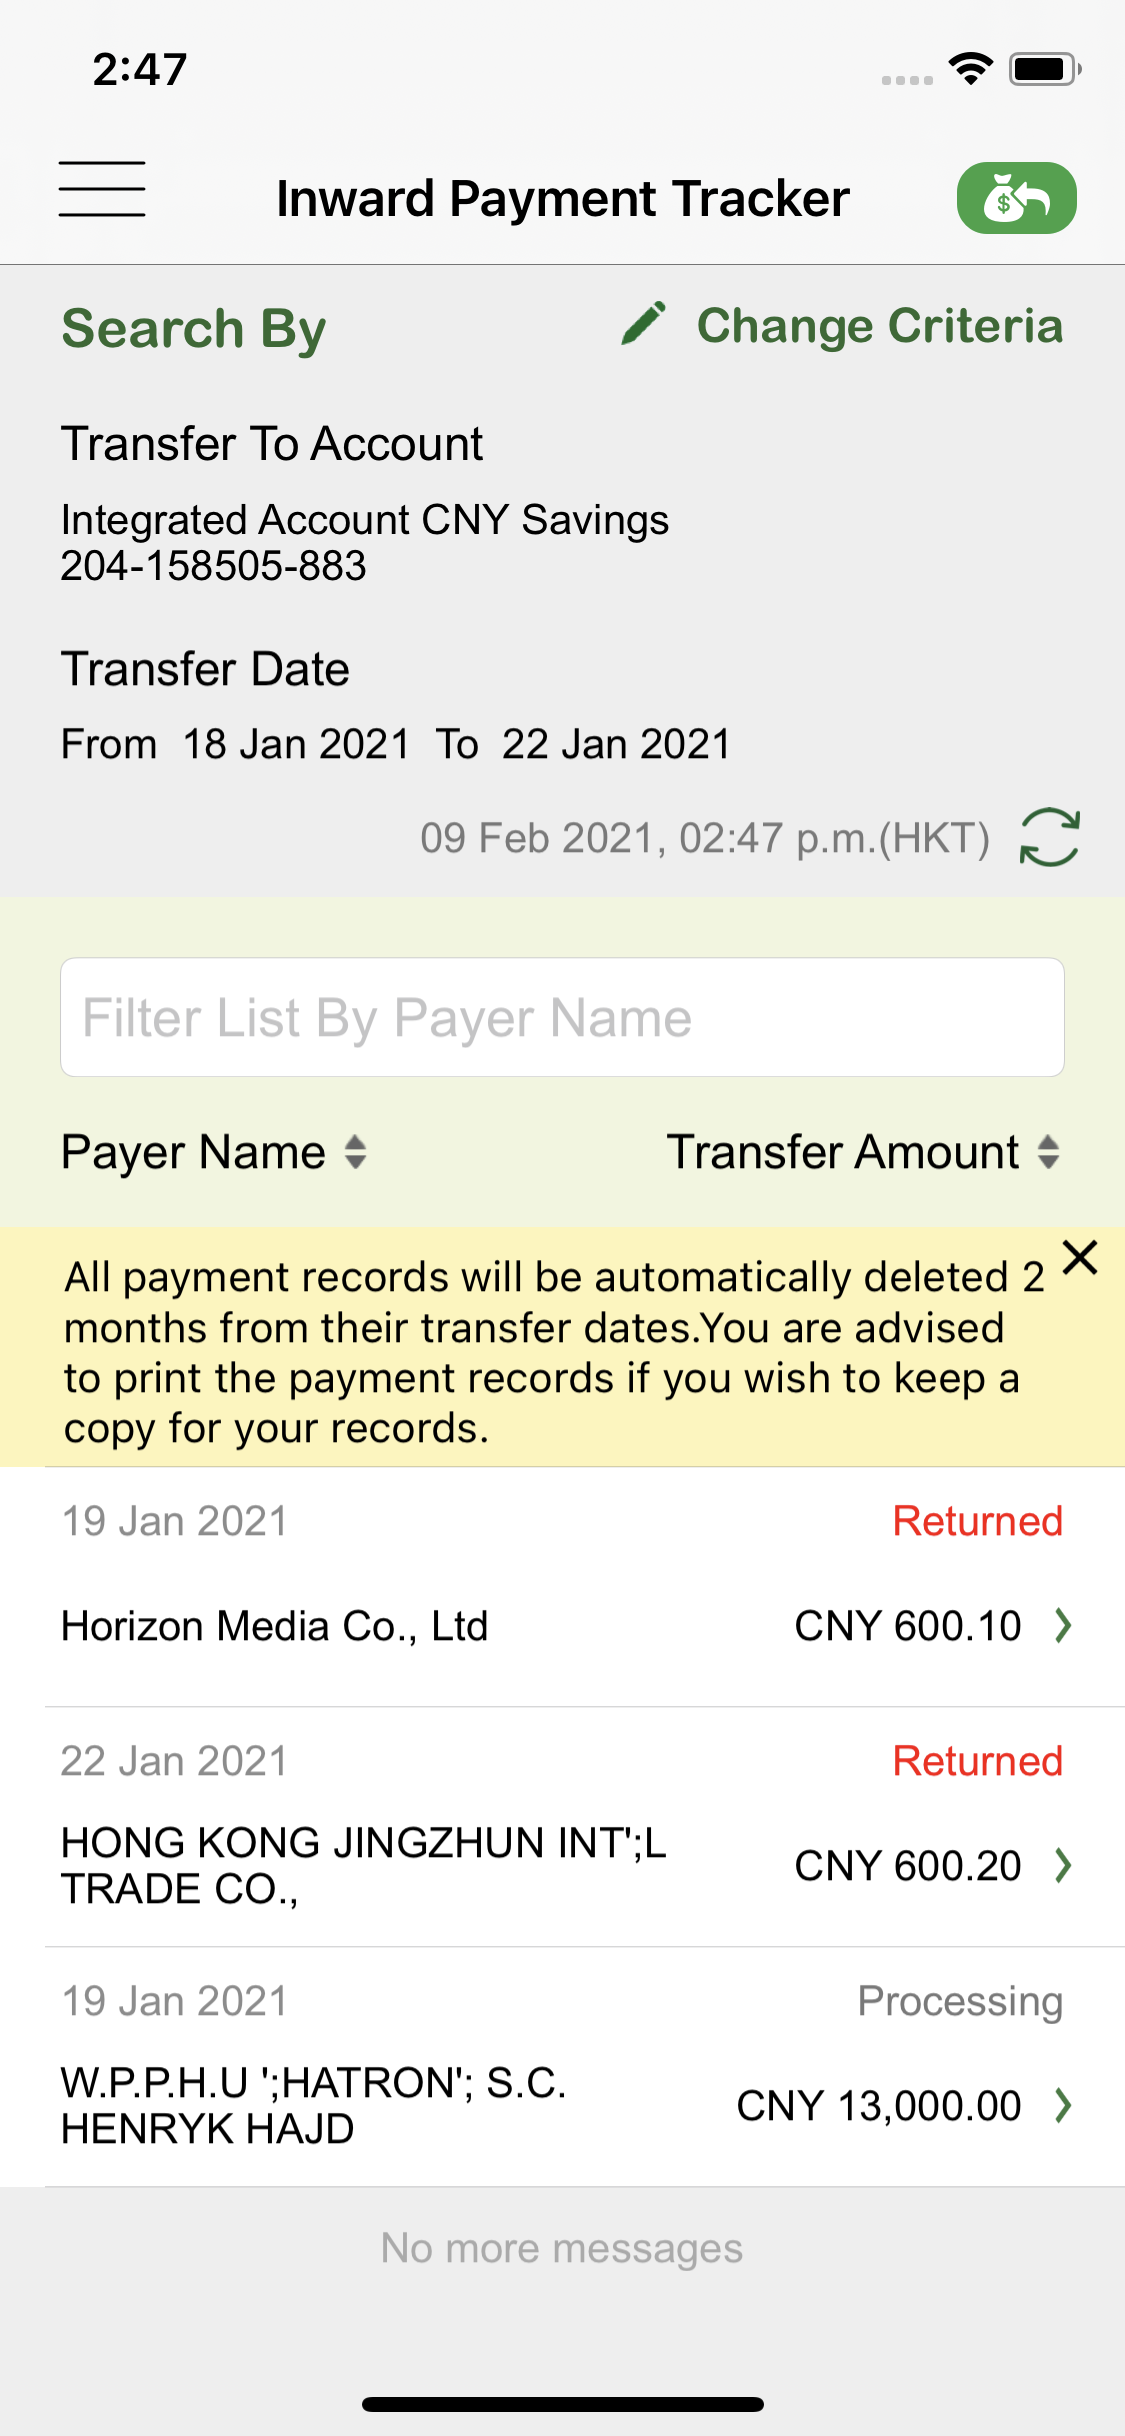 2:47
Inward Payment Tracker
$
Search By
Change Criteria
Transfer To Account
Integrated Account CNY Savings
204-158505-883
Transfer Date
From 18 Jan 2021 To 22 Jan 2021
09 Feb 2021, 02:47 p.m.(HKT)
Filter List By Payer Name
Payer Name
Transfer Amount
All payment records will be automatically deleted 2
months from their transfer dates.You are advised
to print the payment records if you wish to keep a
copy for your records.
19 Jan 2021
Returned
Horizon Media Co., Ltd
CNY 600.10
22 Jan 2021
Returned
HONG KONG JINGZHUN INT';L
TRADE CO.,
CNY 600.20
19 Jan 2021
Processing
W.P.P.H.U ';HATRON'; S.C.
HENRYK HAJD
CNY 13,000.00
No more messages